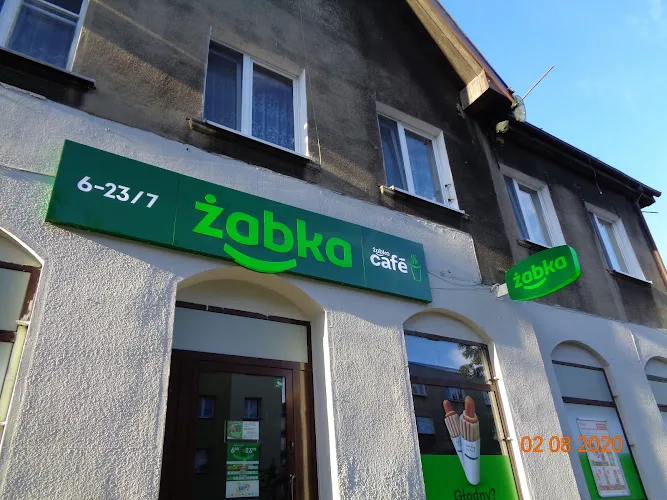 6-23/7
żabka
żabka
café
żabka
Głodny?
02 08 2020